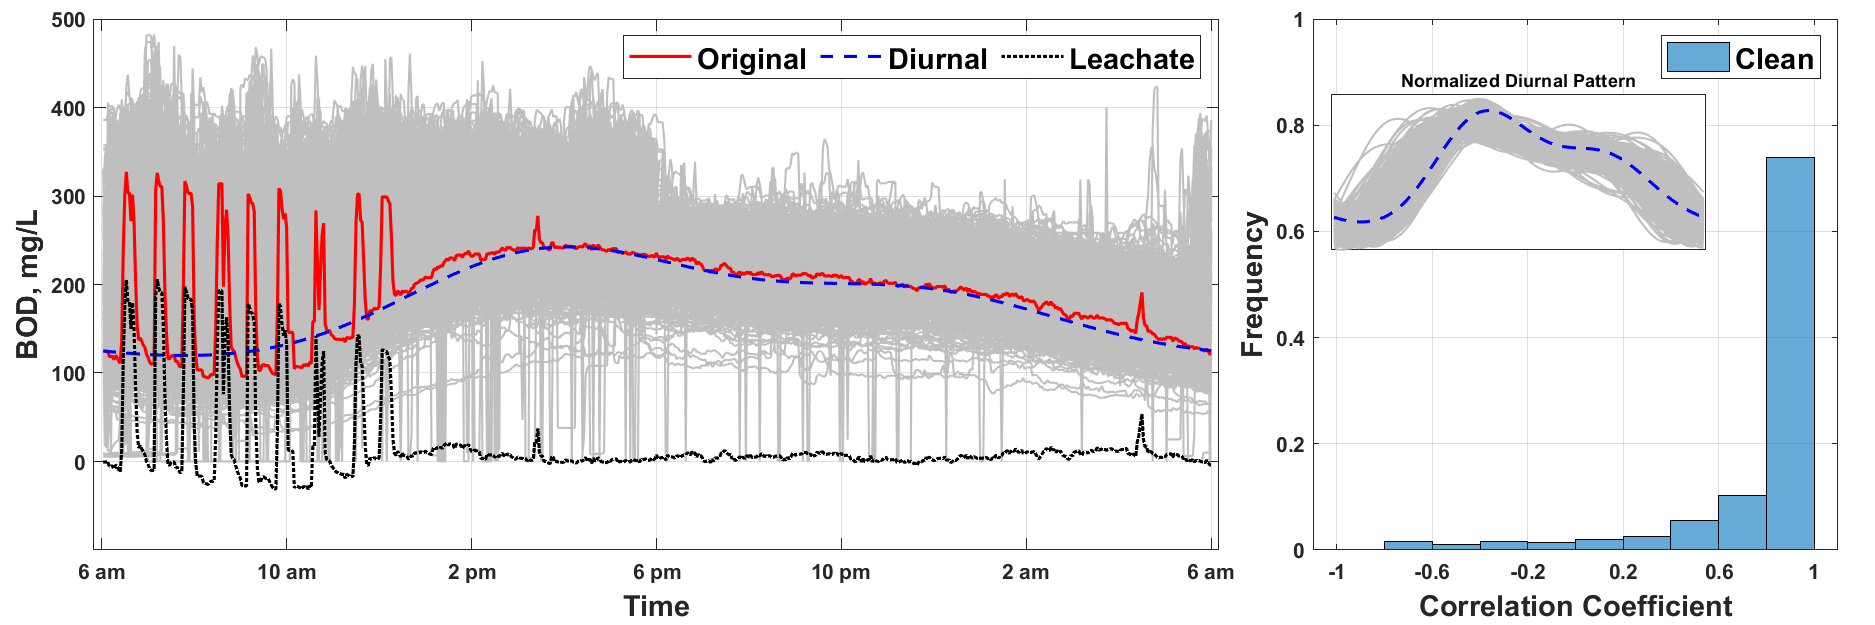 500
400
300
200
100
0
BOD, mg/L
Original Diurnal Leachate
6 am 10 am 2 pm 6 pm 10 pm 2 am 6 am
Time
1
0.8
0.6
0.4
0.2
0
Frequency
Clean
Normalized Diurnal Pattern
-1 -0.6 -0.2 0.2 0.6 1
Correlation Coefficient